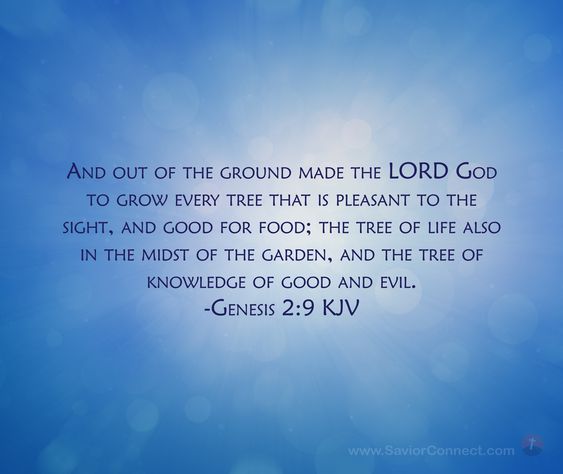 And out of the ground made the LORD God
to grow every tree that is pleasant to the
sight, and good for food; the tree of life also
in the midst of the garden, and the tree of
knowledge of good and evil.
-Genesis 2:9 KJV
www.SaviorConnect.com